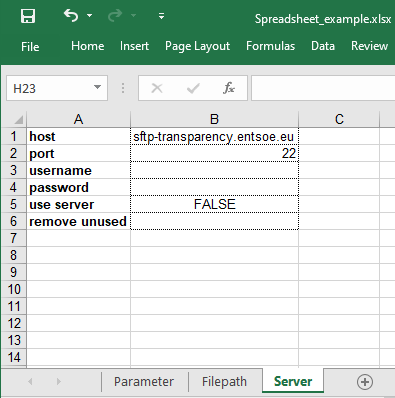 Spreadsheet_example.xlsx
File Home Insert Page Layout Formulas Data Review
H23 fx
A B C
1 host sftp-transparency.entsoe.eu
2 port 22
3 username
4 password
5 use server FALSE
6 remove unused
7
8
9
10
11
12
13
14
Parameter Filepath Server